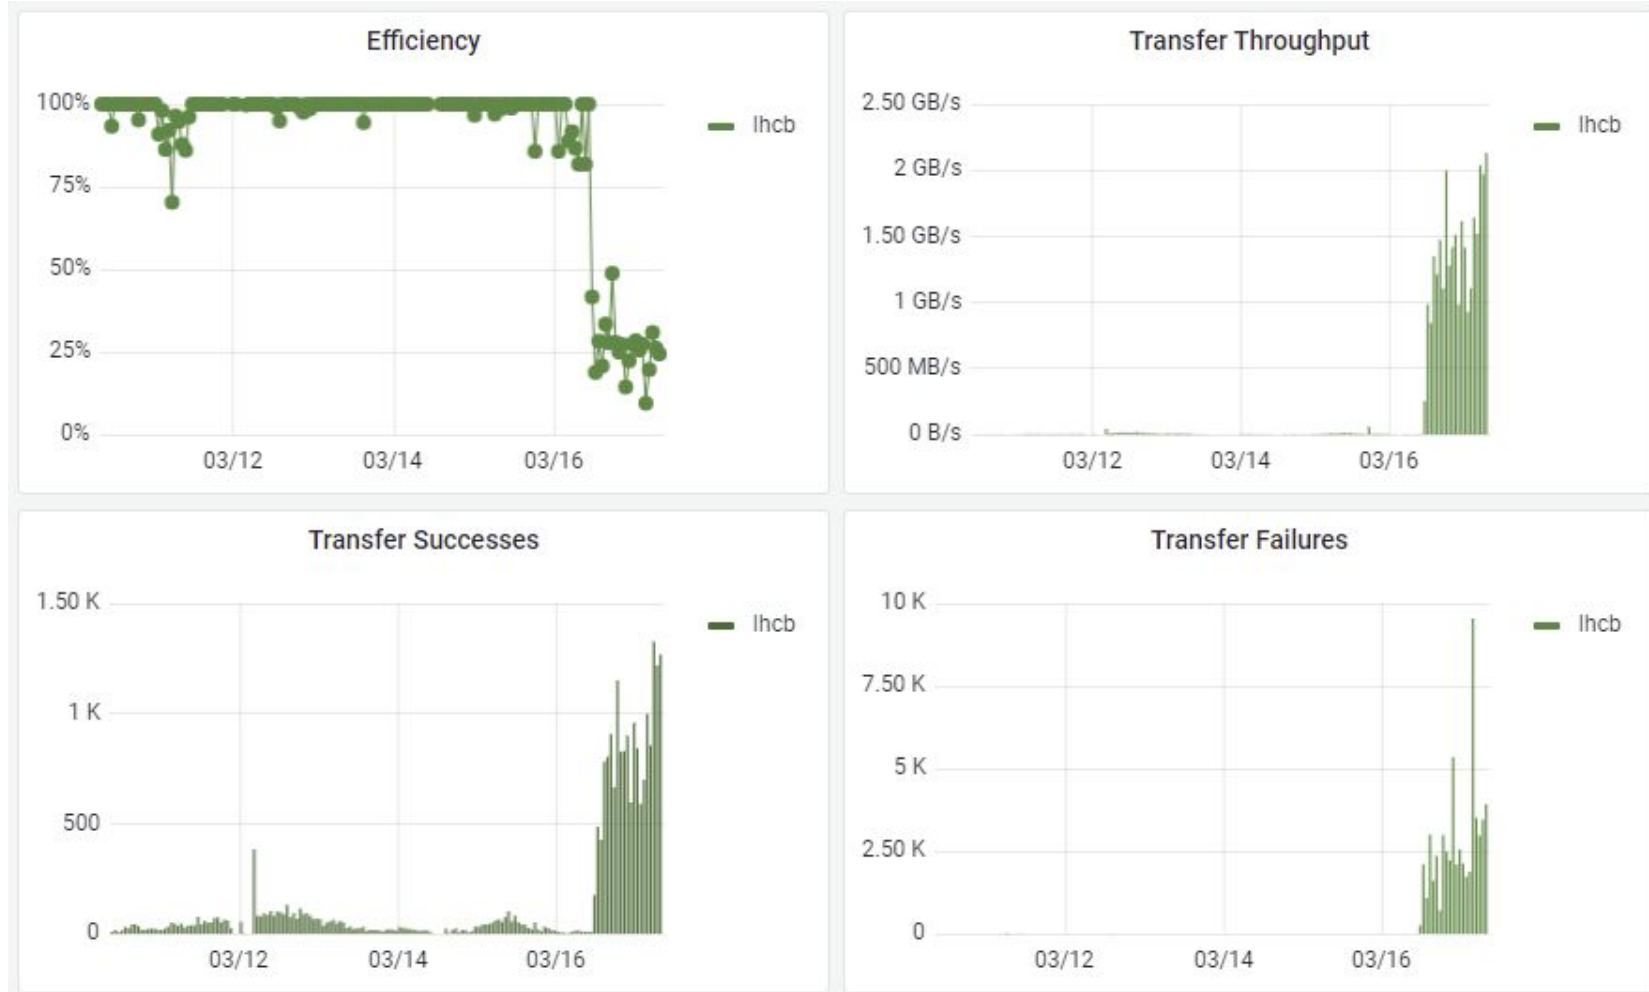 Efficiency
100%
75%
50%
25%
0%
03/12 03/14 03/16
lhcb
Transfer Throughput
2.50 GB/s
2 GB/s
1.50 GB/s
1 GB/s
500 MB/s
0 B/s
03/12 03/14 03/16
lhcb
Transfer Successes
1.50 K
1 K
500
0
03/12 03/14 03/16
lhcb
Transfer Failures
10 K
7.50 K
5 K
2.50 K
0
03/12 03/14 03/16
lhcb